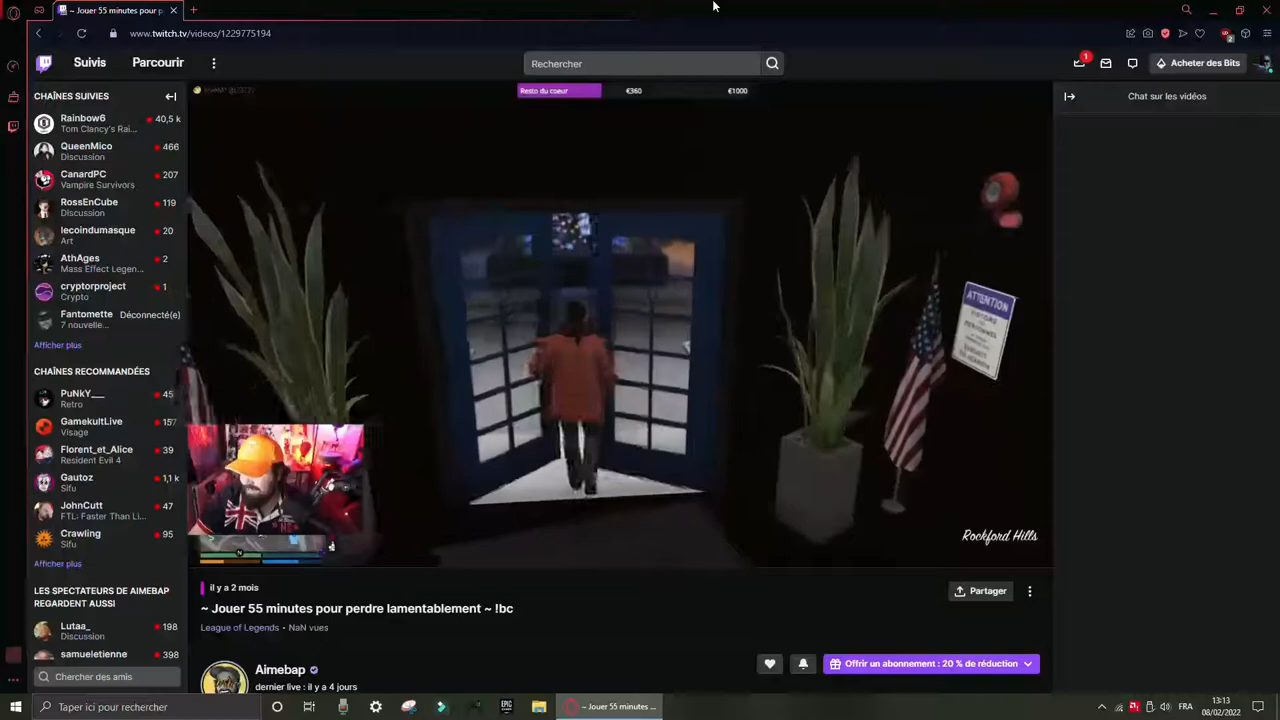 ~ Jouer 55 minutes pour p
www.twitch.tv/videos/1229775194
2
Suivis
Parcourir
Rechercher
1
Acheter des Bits
CHAÎNES SUIVIES
Rainbow6
40,5 k
Tom Clancy's Rai...
QueenMico
466
Discussion
CanardPC
207
Vampire Survivors
RossEnCube
119
Discussion
lecoindumasque
20
Art
AthAges
2
Mass Effect Legen...
cryptorproject
1
Crypto
Fantomette
Déconnecté(e)
7 nouvelle...
Afficher plus
CHAÎNES RECOMMANDÉES
PuNkY___
45
Retro
GamekultLive
157
Visage
Florent_et_Alice
39
Resident Evil 4
Gautoz
1,1 k
Sifu
JohnCutt
47
FTL: Faster Than Li...
Crawling
95
Sifu
Afficher plus
LES SPECTATEURS DE AIMEBAP
REGARDENT AUSSI
Lutaa_
198
Discussion
samueletienne
398
Chercher des amis
Resto du coeur
€360
€1000
ATTENTION
N
Rockford Hills
Chat sur les vidéos
il y a 2 mois
Partager
~ Jouer 55 minutes pour perdre lamentablement ~ !bc
League of Legends • NaN vues
Aimebap
dernier live : il y a 4 jours
Offrir un abonnement : 20 % de réduction
Taper ici pour rechercher
EPIC
~ Jouer 55 minutes ...
FRA
13:13
08/02/2022